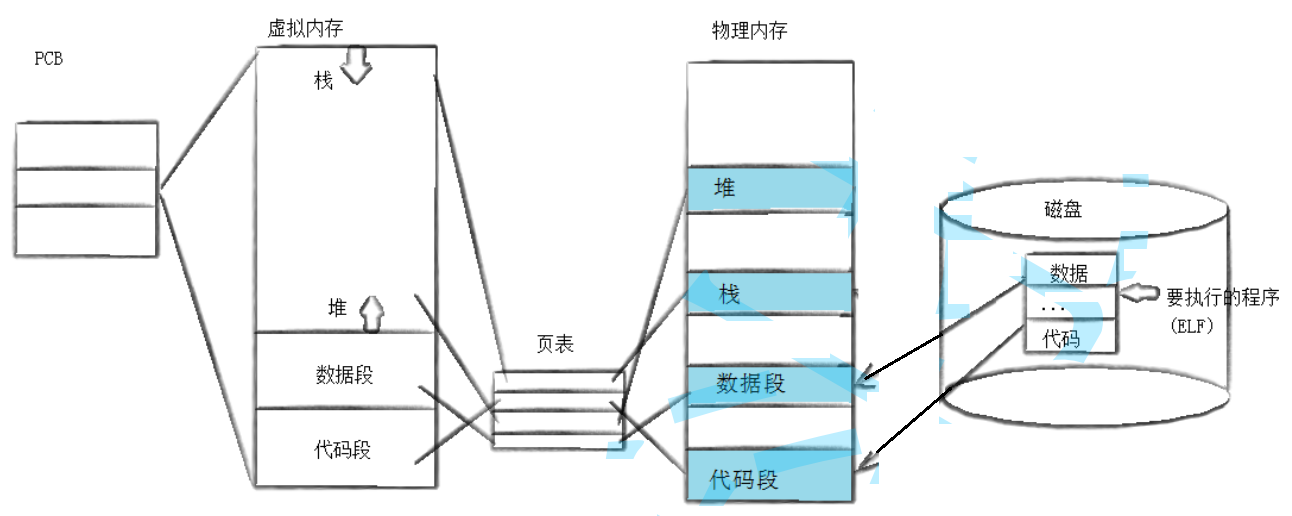 PCB
虚拟内存
栈
堆
数据段
代码段
页表
物理内存
堆
栈
数据段
代码段
磁盘
数据
...
代码
要执行的程序
(ELF)